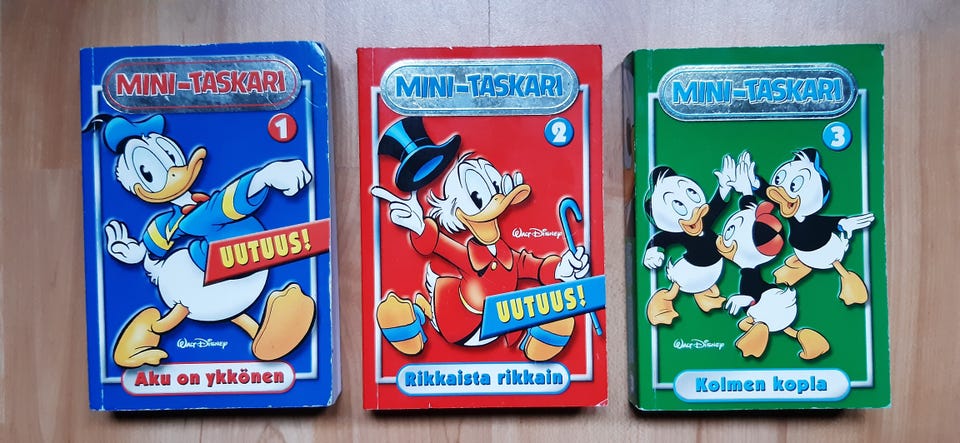 MINI-TASKARI
1
UUTUUS!
Walt Disney
Aku on ykkönen
MINI-TASKARI
2
Walt Disney
UUTUUS!
Rikkaista rikkain
MINI-TASKARI
3
Walt Disney
Kolmen kopla